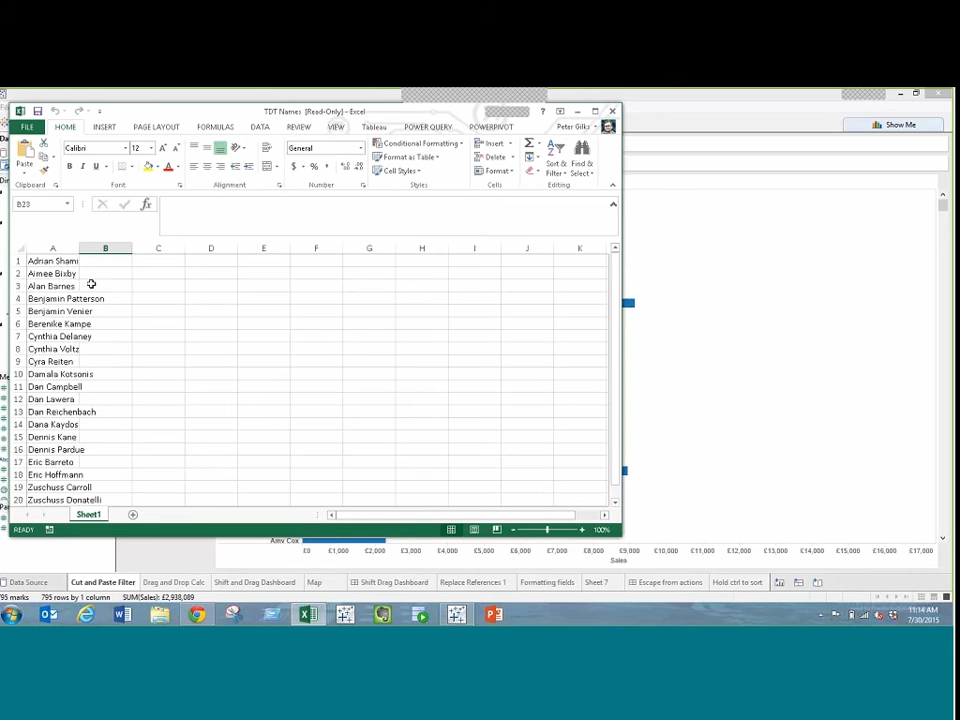 TDT Names [Read-Only] - Excel
FILE HOME INSERT PAGE LAYOUT FORMULAS DATA REVIEW VIEW Tableau POWER QUERY POWERPIVOT Peter Gilks
Show Me
Calibri 12 General Conditional Formatting Insert
Paste Format as Table Delete Sort & Find &
B I U $ % Cell Styles Format Filter Select
Clipboard Font Alignment Number Styles Cells Editing
B23 fx
A B C D E F G H I J K
1 Adrian Shami
2 Aimee Bixby
3 Alan Barnes
4 Benjamin Patterson
5 Benjamin Venier
6 Berenike Kampe
7 Cynthia Delaney
8 Cynthia Voltz
9 Cyra Reiten
10 Damala Kotsonis
11 Dan Campbell
12 Dan Lawera
13 Dan Reichenbach
14 Dana Kaydos
15 Dennis Kane
16 Dennis Pardue
17 Eric Barreto
18 Eric Hoffmann
19 Zuschuss Carroll
20 Zuschuss Donatelli
Sheet1
READY 100%
Amy Cox
£0 £1,000 £2,000 £3,000 £4,000 £5,000 £6,000 £7,000 £8,000 £9,000 £10,000 £11,000 £12,000 £13,000 £14,000 £15,000 £16,000 £17,000
Sales
Data Source Cut and Paste Filter Drag and Drop Calc Shift and Drag Dashboard Map Shift Drag Dashboard Replace References 1 Formatting fields Sheet 7 Escape from actions Hold ctrl to sort
795 marks 795 rows by 1 column SUM(Sales): £2,938,089
11:14 AM
7/30/2015